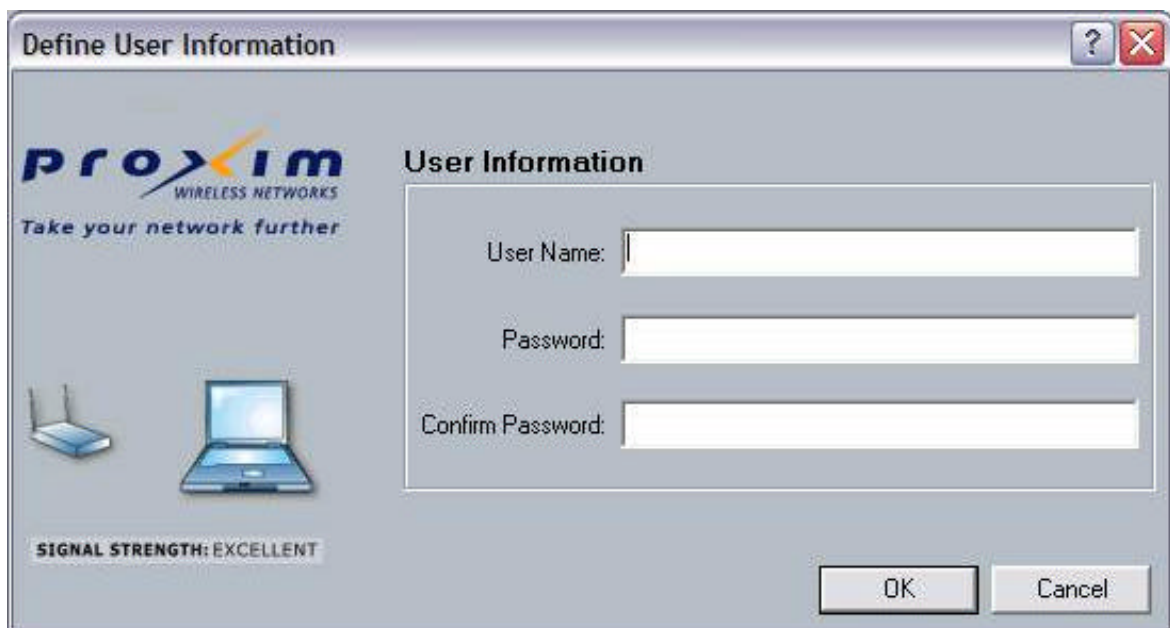 Define User Information
?
proxim
WIRELESS NETWORKS
Take your network further
User Information
User Name:
Password:
Confirm Password:
SIGNAL STRENGTH: EXCELLENT
OK
Cancel